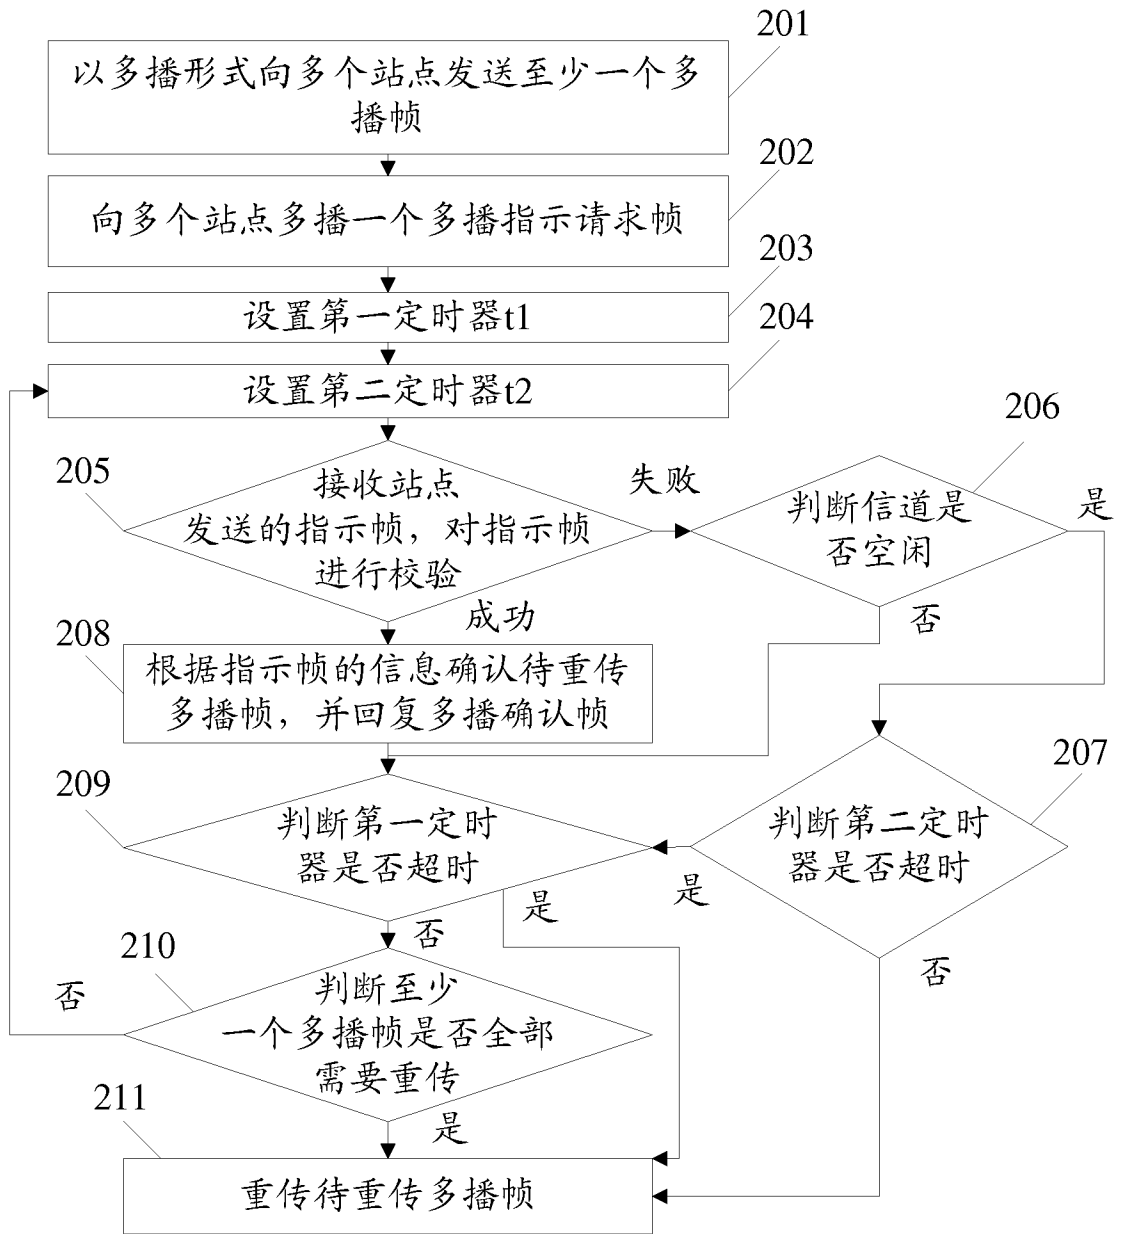 201
以多播形式向多个站点发送至少一个多
播帧
202
向多个站点多播一个多播指示请求帧
203
设置第一定时器t1
204
设置第二定时器t2
205
接收站点
发送的指示帧，对指示帧
进行校验
失败
206
判断信道是
否空闲
是
否
成功
208
根据指示帧的信息确认待重传
多播帧，并回复多播确认帧
207
判断第二定时
器是否超时
是
否
209
判断第一定时
器是否超时
是
否
210
判断至少
一个多播帧是否全部
需要重传
否
是
211
重传待重传多播帧